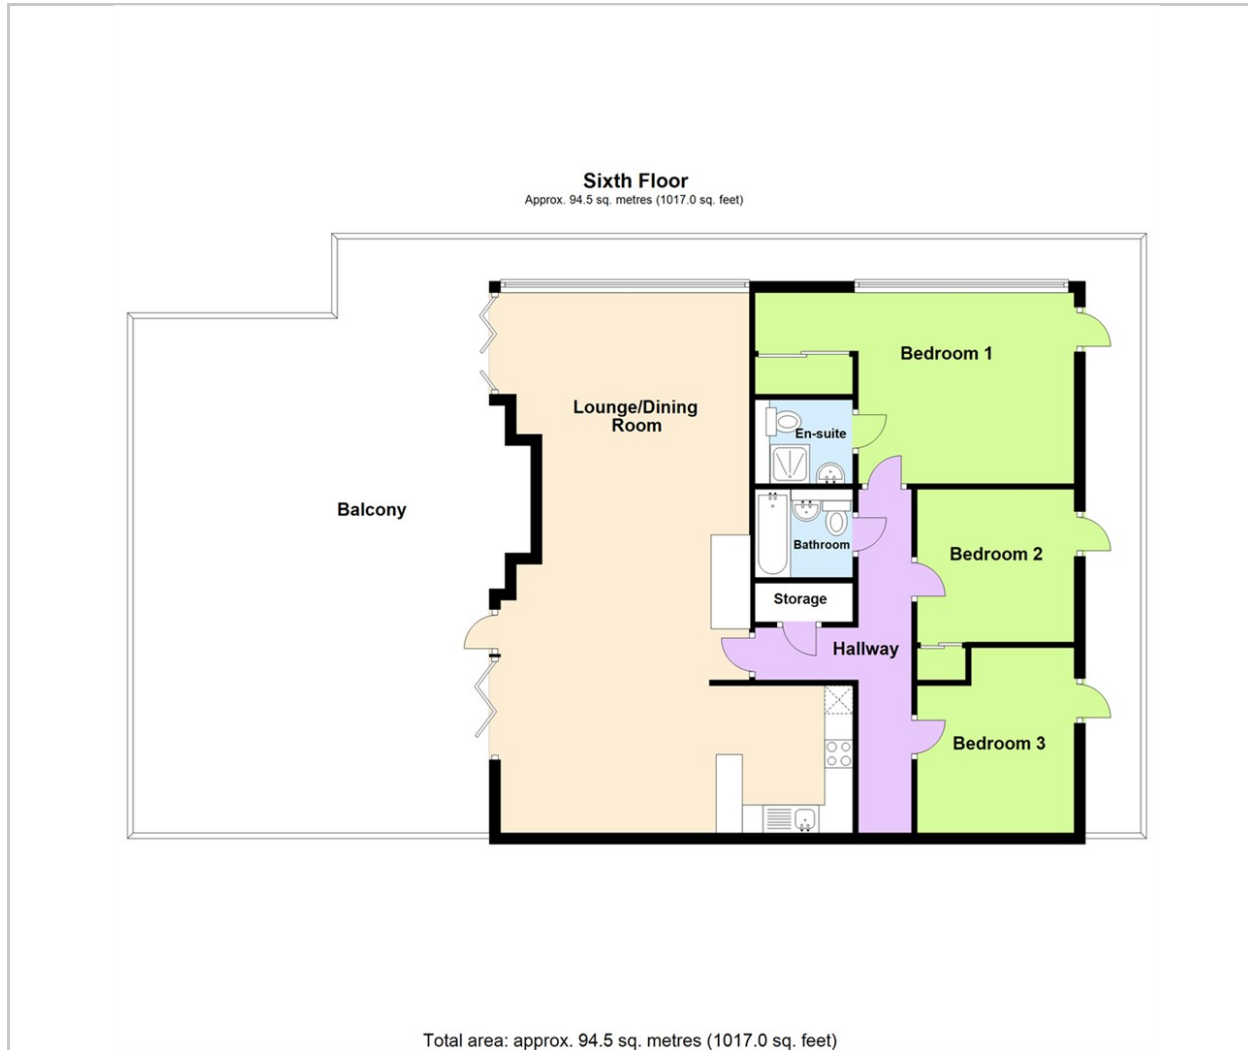 Sixth Floor
Approx. 94.5 sq. metres (1017.0 sq. feet)
Bedroom 1
Lounge/Dining
Room
En-suite
Balcony
Bathroom
Bedroom 2
Storage
Hallway
Bedroom 3
Total area: approx. 94.5 sq. metres (1017.0 sq. feet)